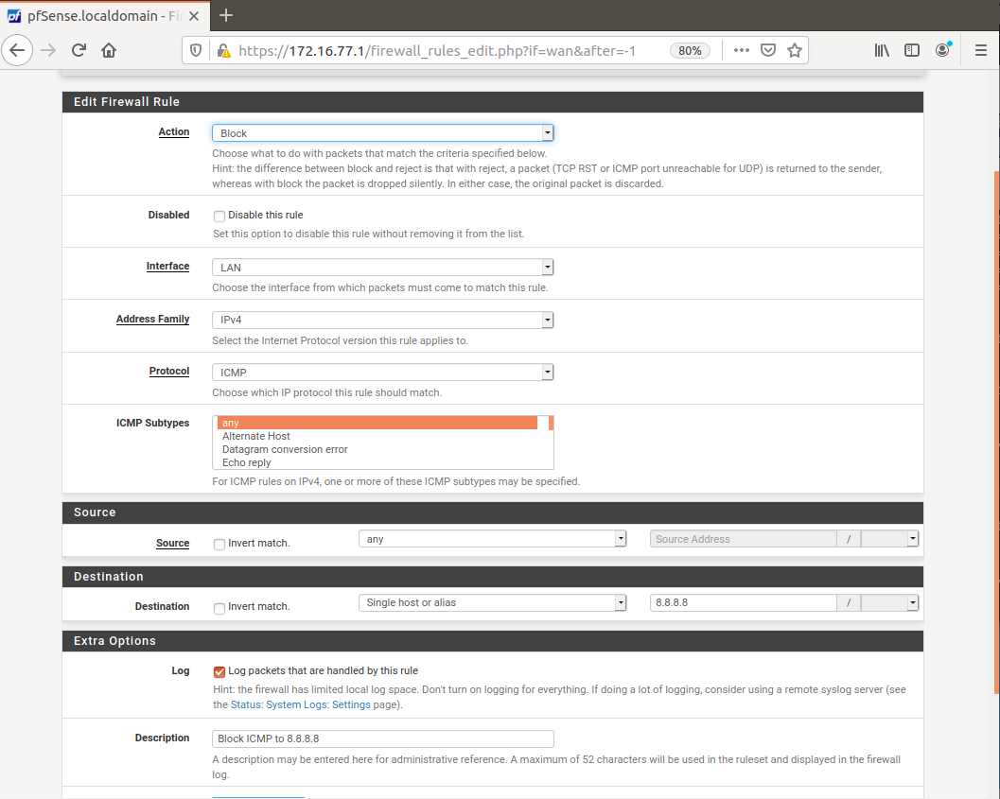 pfSense.localdomain - Fi
https://172.16.77.1/firewall_rules_edit.php?if=wan&after=-1
80%
Edit Firewall Rule
Action
Block
Choose what to do with packets that match the criteria specified below.
Hint: the difference between block and reject is that with reject, a packet (TCP RST or ICMP port unreachable for UDP) is returned to the sender,
whereas with block the packet is dropped silently. In either case, the original packet is discarded.
Disabled
Disable this rule
Set this option to disable this rule without removing it from the list.
Interface
LAN
Choose the interface from which packets must come to match this rule.
Address Family
IPv4
Select the Internet Protocol version this rule applies to.
Protocol
ICMP
Choose which IP protocol this rule should match.
ICMP Subtypes
any
Alternate Host
Datagram conversion error
Echo reply
For ICMP rules on IPv4, one or more of these ICMP subtypes may be specified.
Source
Source
Invert match.
any
Source Address
/
Destination
Destination
Invert match.
Single host or alias
8.8.8.8
/
Extra Options
Log
Log packets that are handled by this rule
Hint: the firewall has limited local log space. Don't turn on logging for everything. If doing a lot of logging, consider using a remote syslog server (see
the Status: System Logs: Settings page).
Description
Block ICMP to 8.8.8.8
A description may be entered here for administrative reference. A maximum of 52 characters will be used in the ruleset and displayed in the firewall
log.